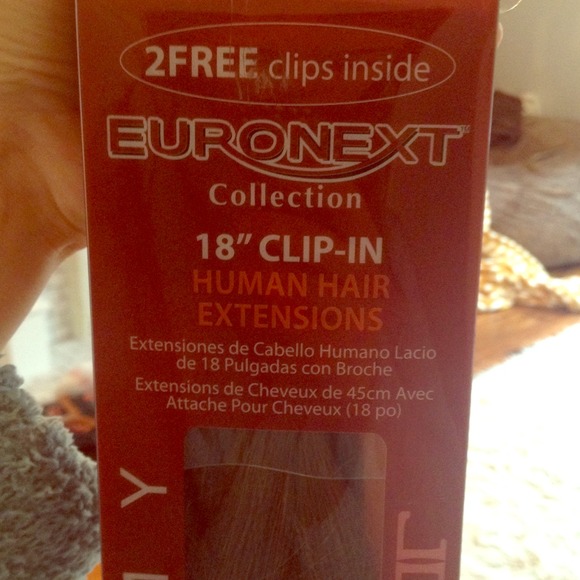 2FREE clips inside
EURONEXT™
Collection
18" CLIP-IN
HUMAN HAIR
EXTENSIONS
Extensiones de Cabello Humano Lacio
de 18 Pulgadas con Broche
Extensions de Cheveux de 45cm Avec
Attache Pour Cheveux (18 po)
Y